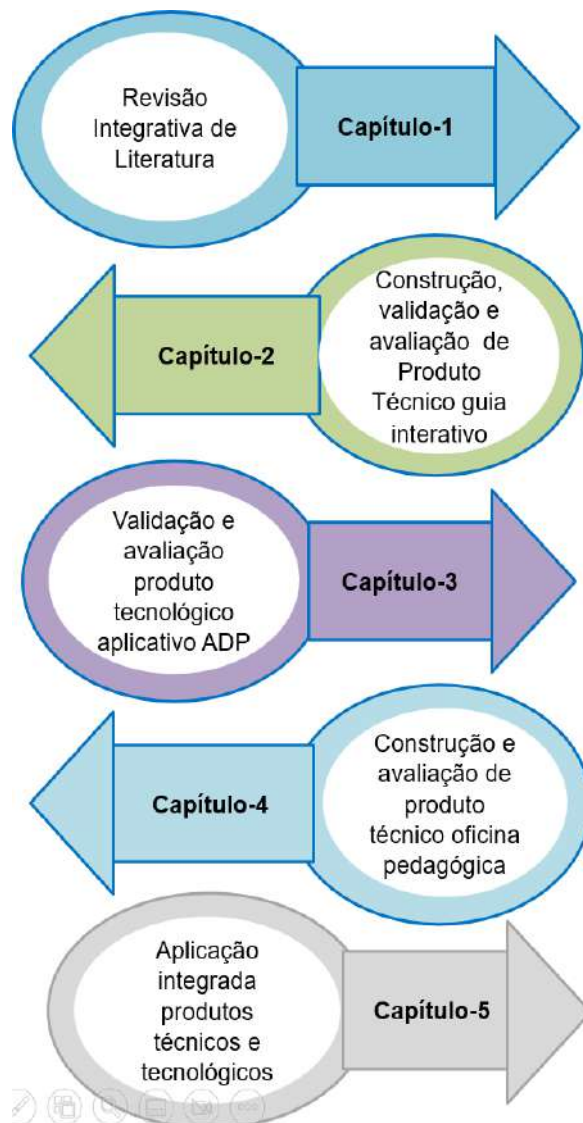 Revisão
Integrativa de
Literatura
Capítulo-1
Capítulo-2
Construção,
validação e
avaliação de
Produto
Técnico guia
interativo
Validação e
avaliação
produto
tecnológico
aplicativo ADP
Capítulo-3
Capítulo-4
Construção e
avaliação de
produto
técnico oficina
pedagógica
Aplicação
integrada
produtos
técnicos e
tecnológicos
Capítulo-5